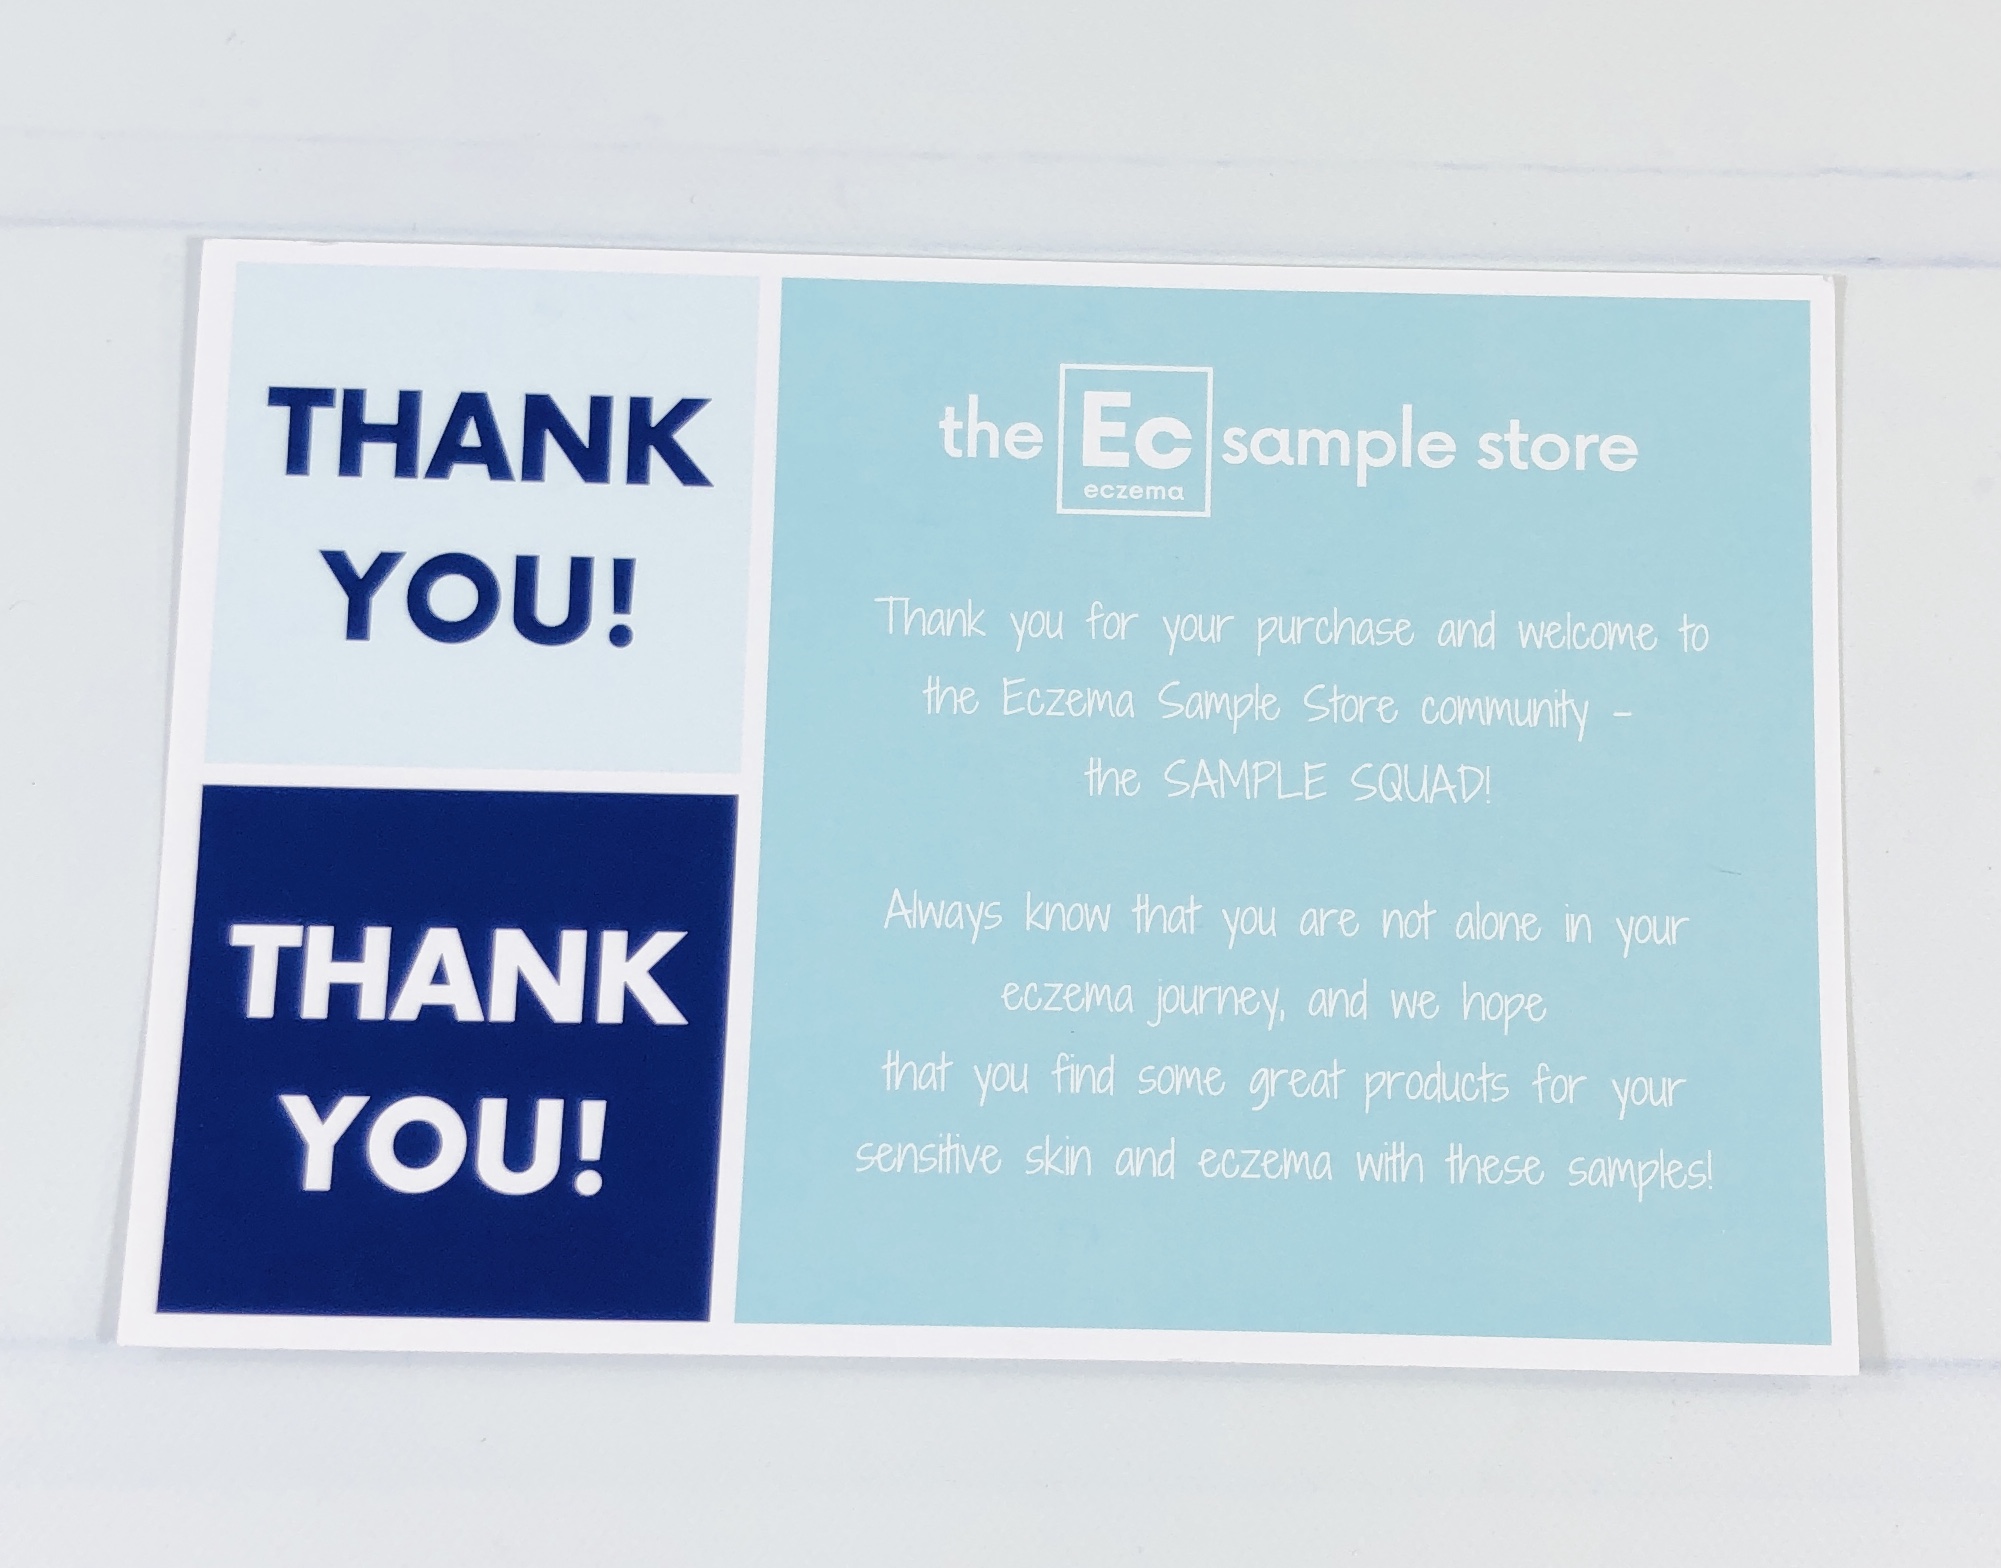 THANK
YOU!
THANK
YOU!
the Ec sample store
eczema
Thank you for your purchase and welcome to
the Eczema Sample Store community -
the SAMPLE SQUAD!
Always know that you are not alone in your
eczema journey, and we hope
that you find some great products for your
sensitive skin and eczema with these samples!